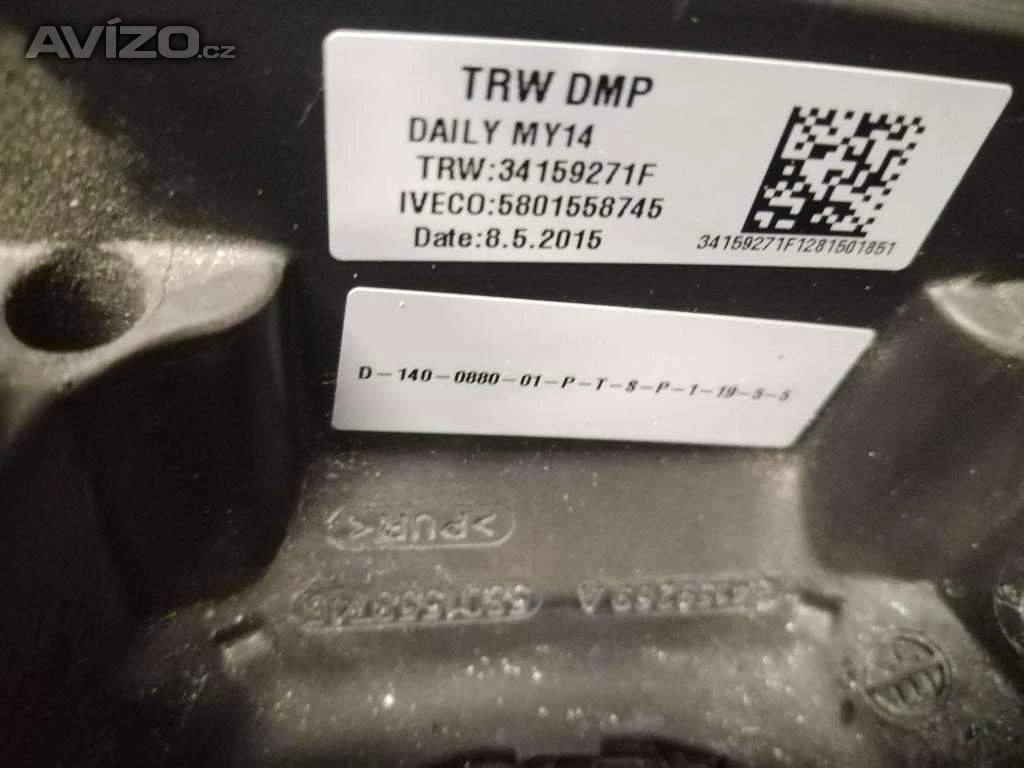 AVÍZO.cz
TRW DMP
DAILY MY14
TRW:34159271F
IVECO:5801558745
Date:8.5.2015
34159271F1281501851
D-140-0880-01-P-T-8-P-1-19-5-5
>PUR<